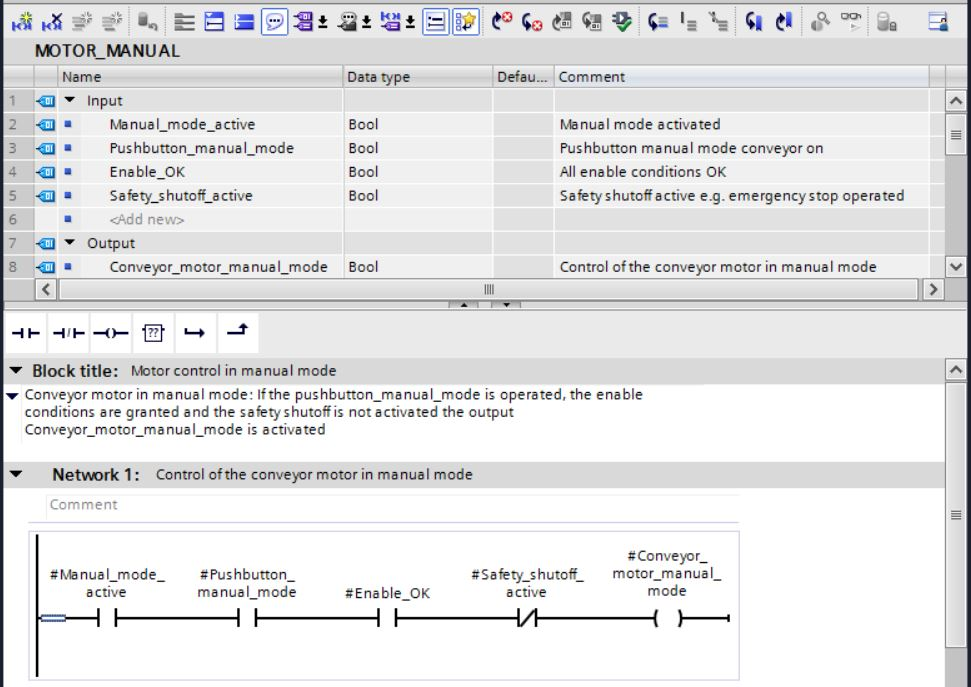 MOTOR_MANUAL
Name Data type Defau... Comment
1 Input
2 Manual_mode_active Bool Manual mode activated
3 Pushbutton_manual_mode Bool Pushbutton manual mode conveyor on
4 Enable_OK Bool All enable conditions OK
5 Safety_shutoff_active Bool Safety shutoff active e.g. emergency stop operated
6 <Add new>
7 Output
8 Conveyor_motor_manual_mode Bool Control of the conveyor motor in manual mode
??
Block title: Motor control in manual mode
Conveyor motor in manual mode: If the pushbutton_manual_mode is operated, the enable
conditions are granted and the safety shutoff is not activated the output
Conveyor_motor_manual_mode is activated
Network 1: Control of the conveyor motor in manual mode
Comment
#Manual_mode_
active
#Pushbutton_
manual_mode
#Enable_OK
#Safety_shutoff_
active
#Conveyor_
motor_manual_
mode